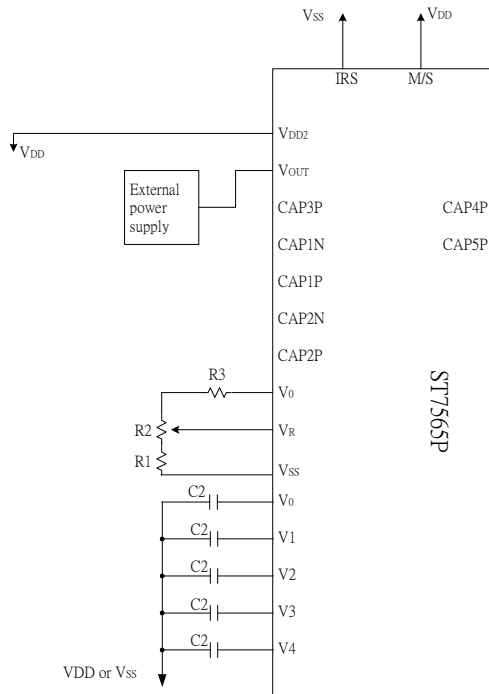 VSS
VDD
IRS M/S
VDD2
VDD
VOUT
External
power
supply
CAP3P CAP4P
CAP1N CAP5P
CAP1P
CAP2N
CAP2P
R3 V0
R2 VR
R1 VSS
C2 V0
C2 V1
C2 V2
C2 V3
C2 V4
VDD or VSS
ST7565P